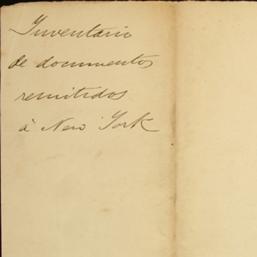 Inventario
de documentos
remitidos
à New York